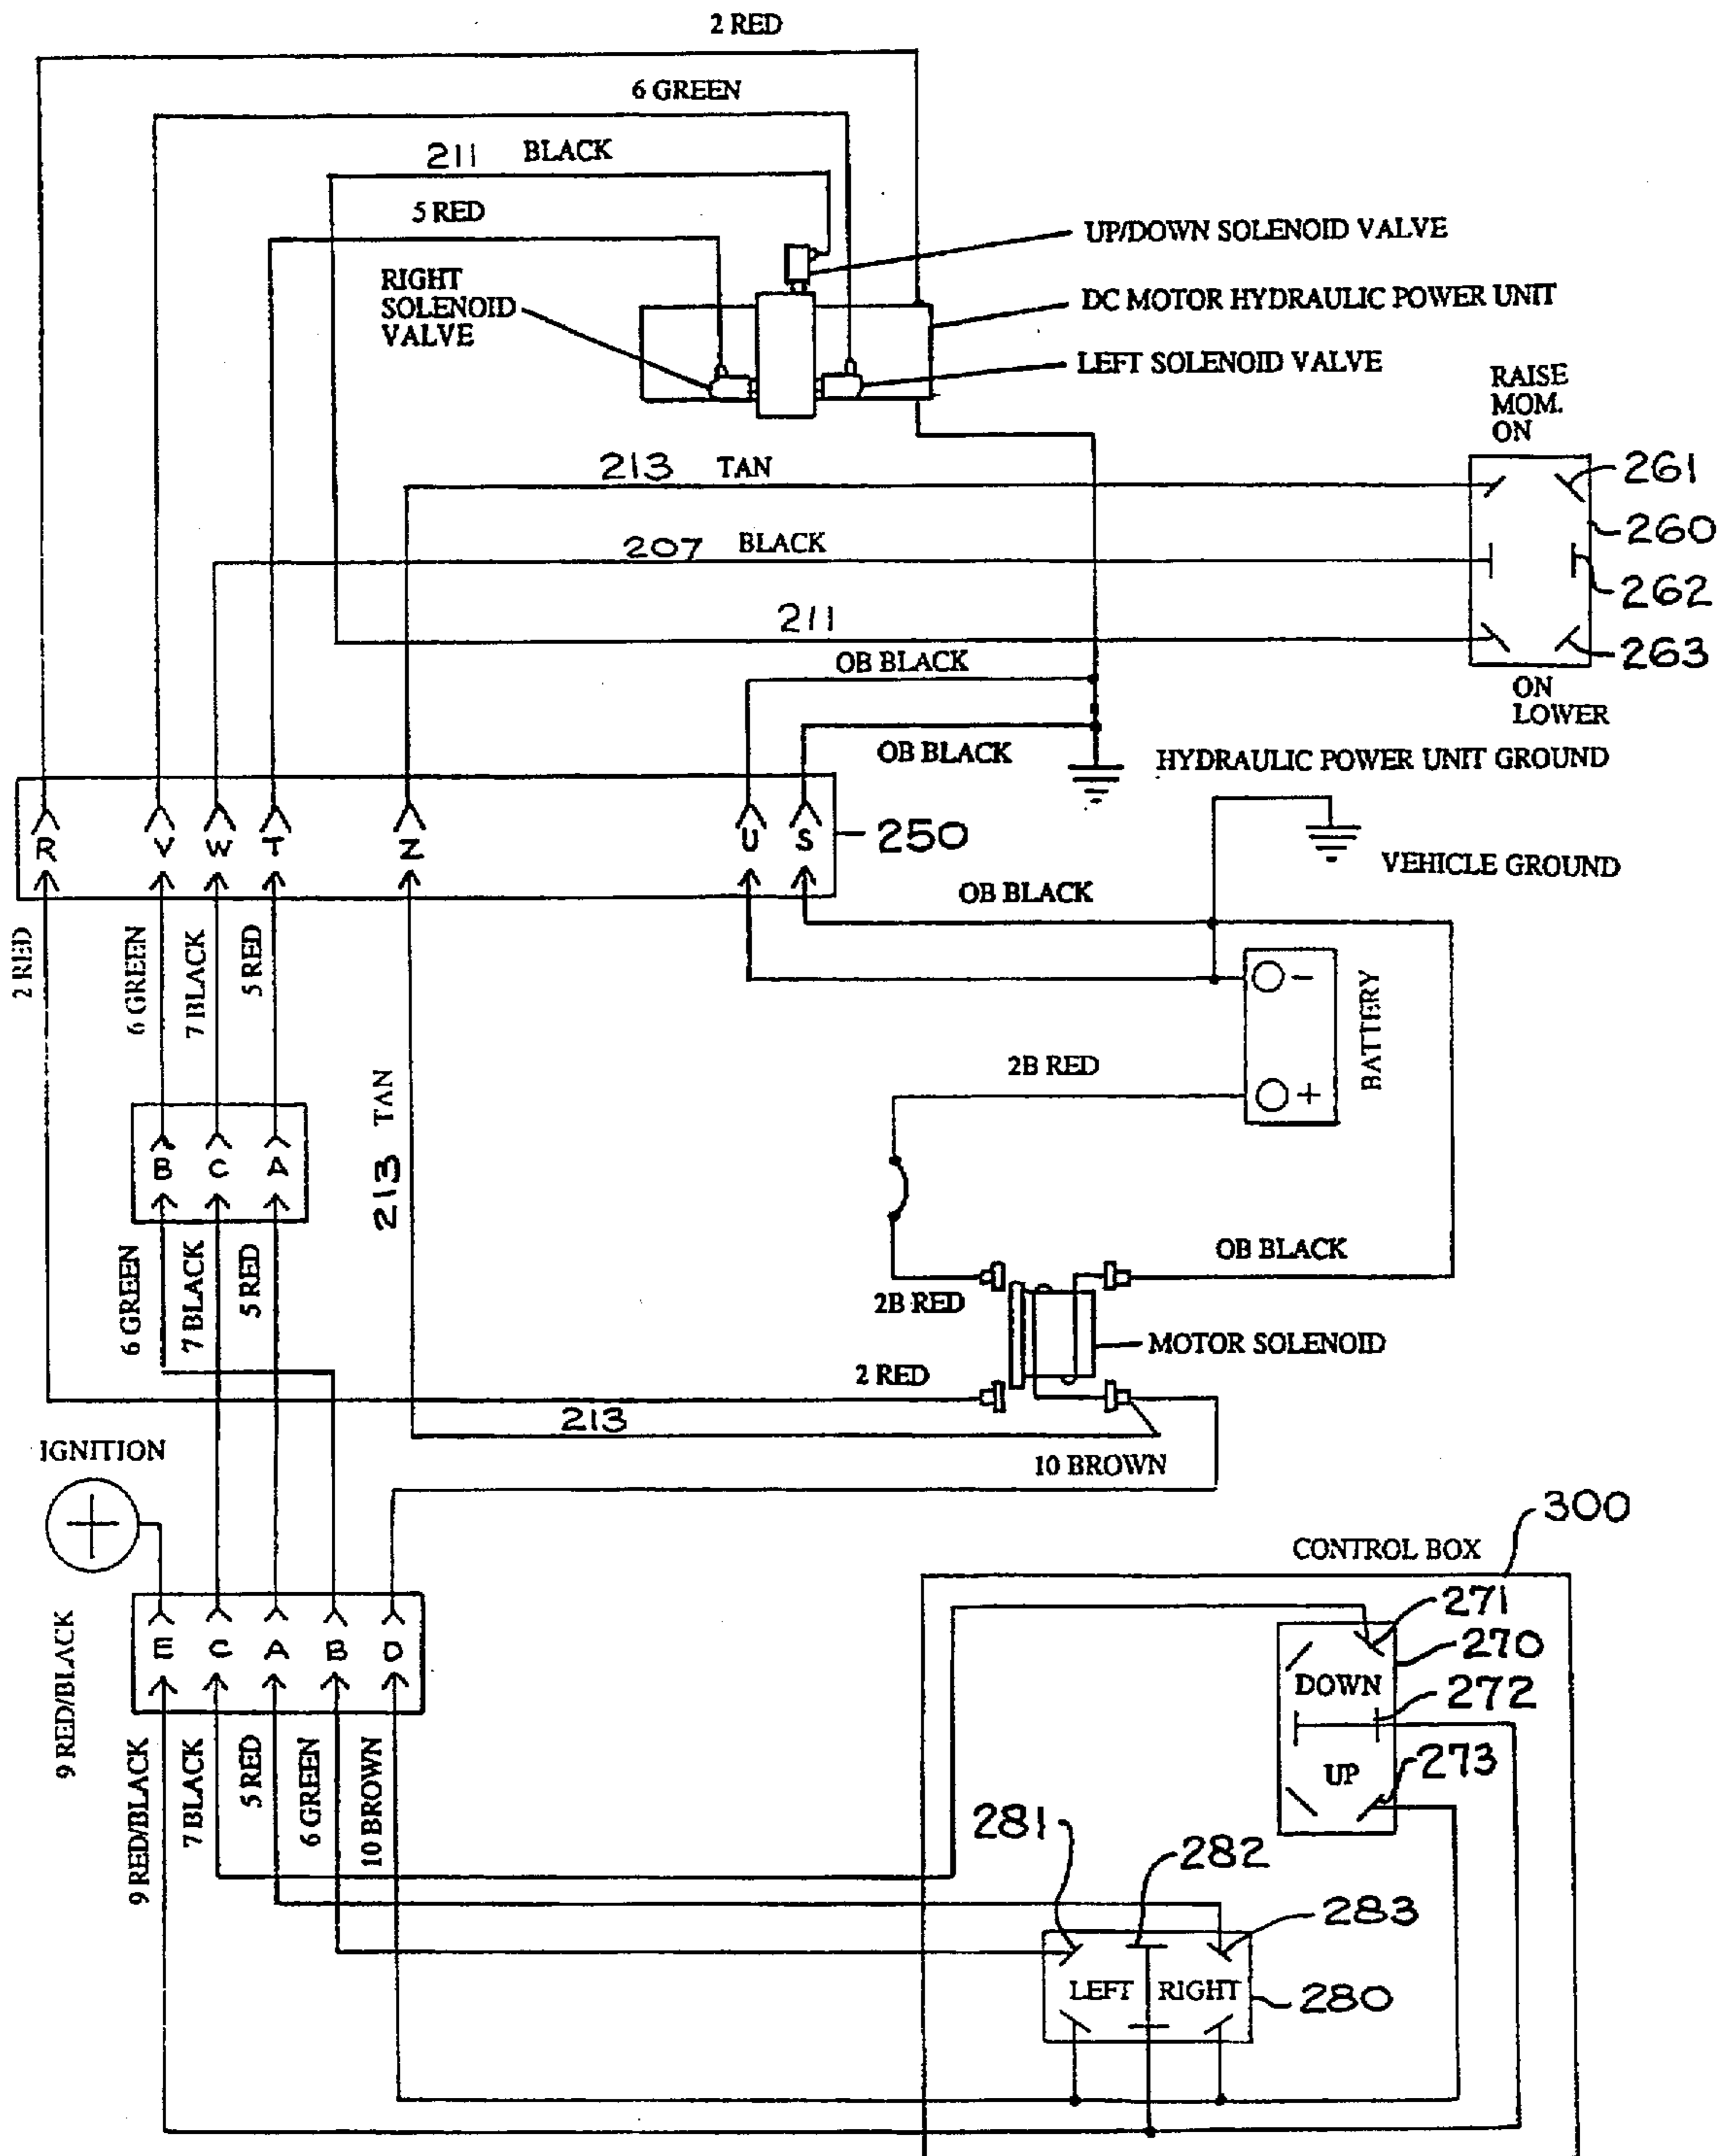 2 RED
6 GREEN
211 BLACK
5 RED
UP/DOWN SOLENOID VALVE
RIGHT
SOLENOID
VALVE
DC MOTOR HYDRAULIC POWER UNIT
LEFT SOLENOID VALVE
RAISE
MOM.
ON
213 TAN
261
260
207 BLACK
262
211
263
OB BLACK
ON
LOWER
OB BLACK
HYDRAULIC POWER UNIT GROUND
R V W T Z U S
250
VEHICLE GROUND
OB BLACK
2 RED
6 GREEN
7 BLACK
5 RED
-
BATTERY
2B RED
+
213 TAN
B C A
6 GREEN
7 BLACK
5 RED
OB BLACK
2B RED
MOTOR SOLENOID
2 RED
213
IGNITION
10 BROWN
300
CONTROL BOX
9 RED/BLACK
E C A B D
271
270
DOWN
272
UP
273
9 RED/BLACK
7 BLACK
5 RED
6 GREEN
10 BROWN
281
282
283
LEFT RIGHT
280